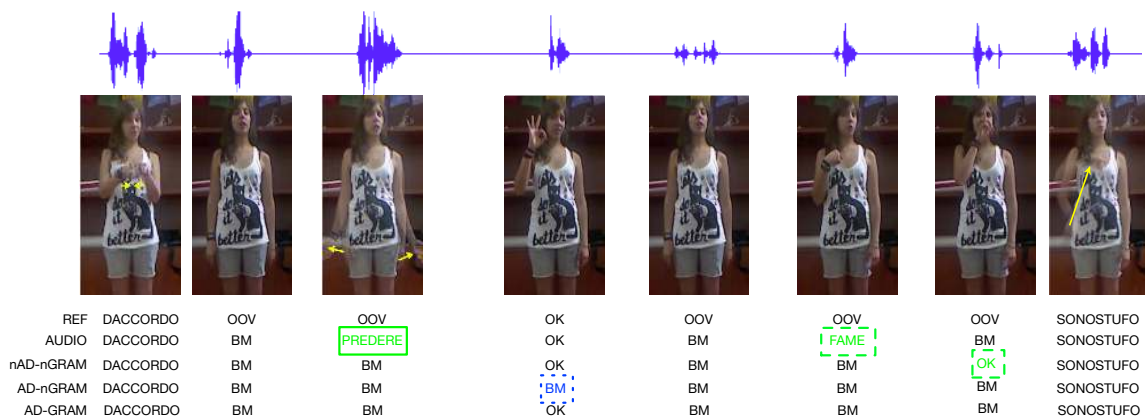 REF DACCORDO OOV OOV OK OOV OOV OOV SONOSTUFO
AUDIO DACCORDO BM PREDERE OK BM FAME BM SONOSTUFO
nAD-nGRAM DACCORDO BM BM OK BM BM OK SONOSTUFO
AD-nGRAM DACCORDO BM BM BM BM BM BM SONOSTUFO
AD-GRAM DACCORDO BM BM OK BM BM BM SONOSTUFO